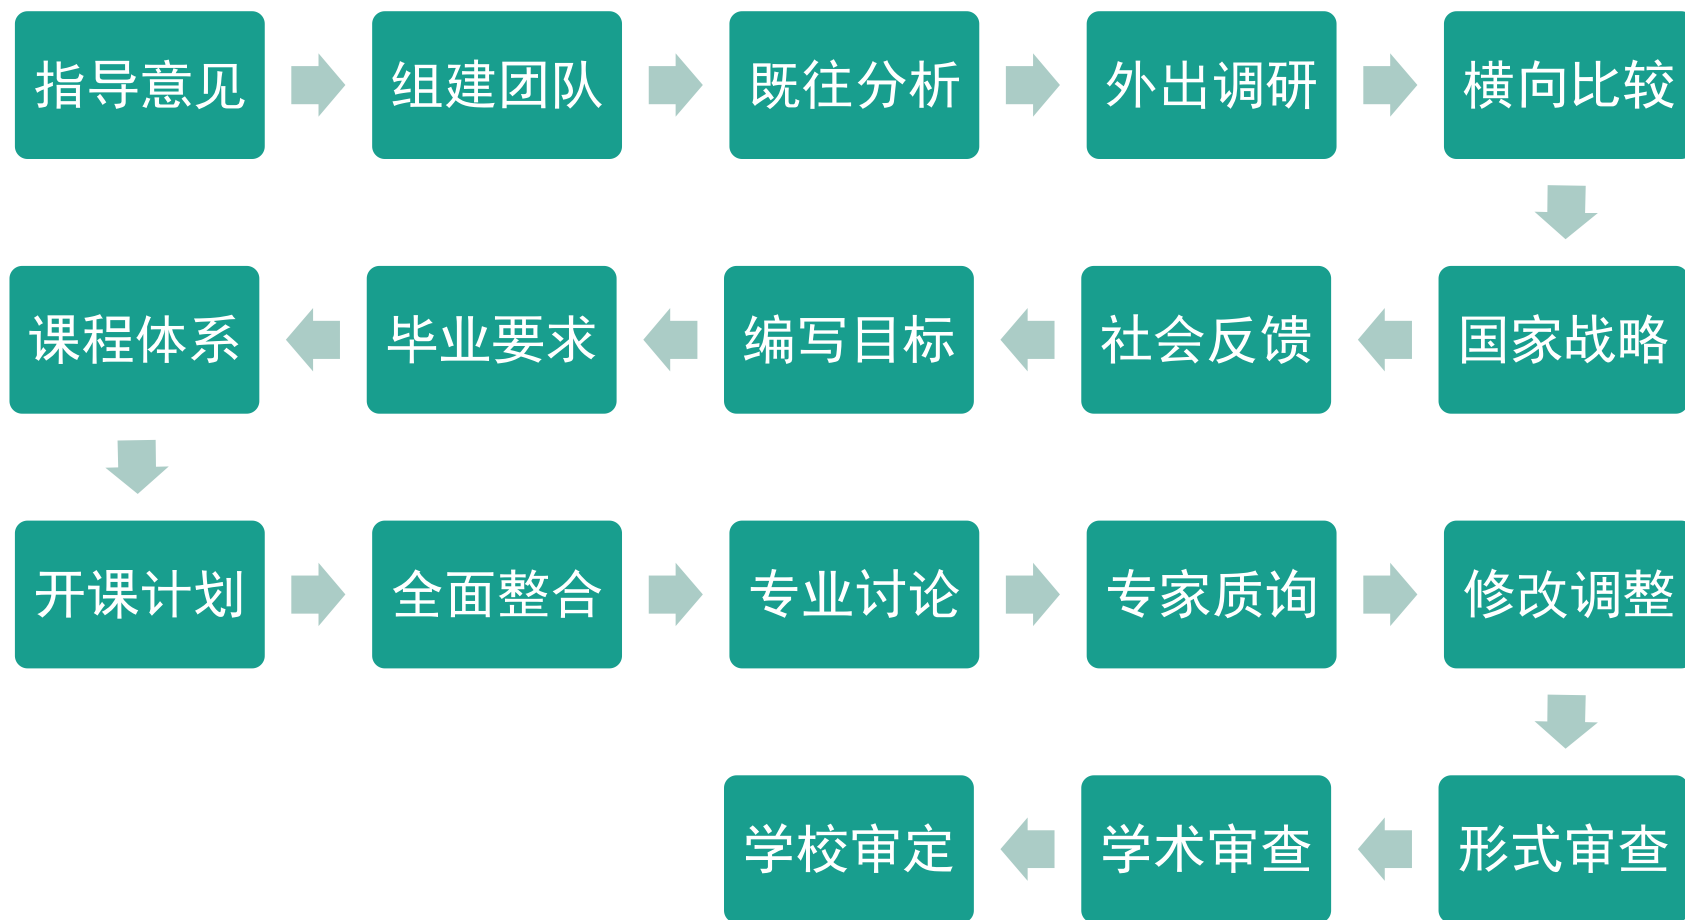 指导意见
组建团队
既往分析
外出调研
横向比较
国家战略
社会反馈
编写目标
毕业要求
课程体系
开课计划
全面整合
专业讨论
专家质询
修改调整
形式审查
学术审查
学校审定